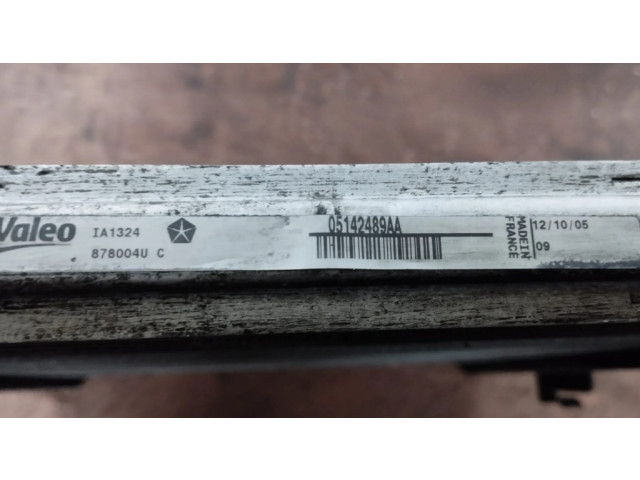 Valeo
IA1324
878004U C
05142489AA
MADE IN
FRANCE
12/10/05
09